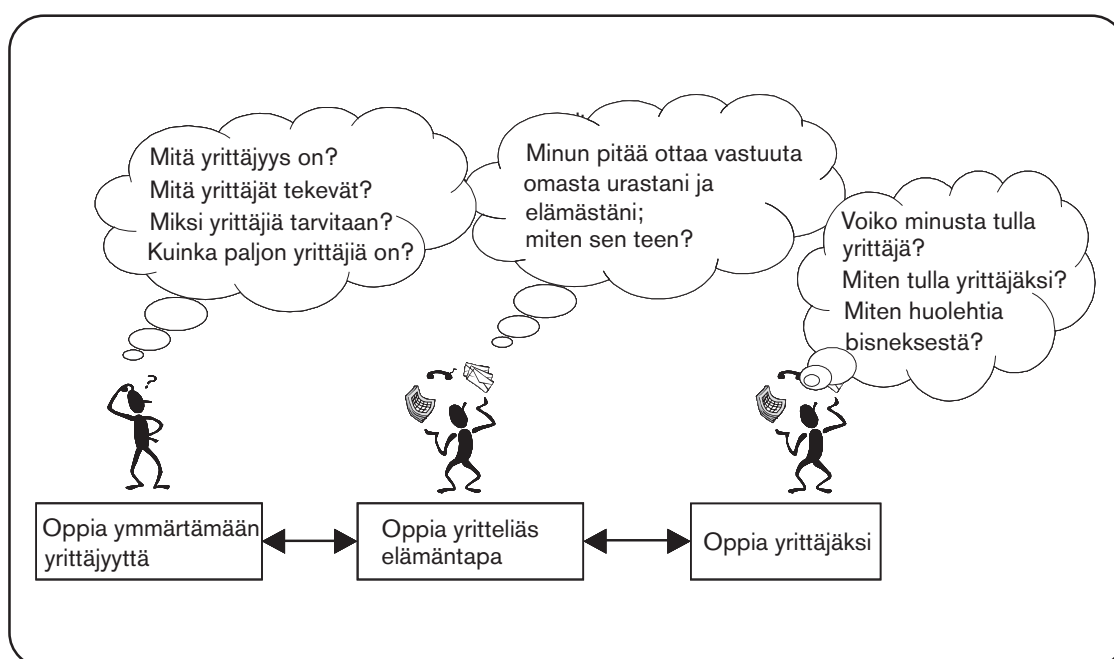 Mitä yrittäjyys on?
Mitä yrittäjät tekevät?
Miksi yrittäjiä tarvitaan?
Kuinka paljon yrittäjiä on?
Minun pitää ottaa vastuuta
omasta urastani ja
elämästäni;
miten sen teen?
Voiko minusta tulla
yrittäjä?
Miten tulla yrittäjäksi?
Miten huolehtia
bisneksestä?
?
Oppia ymmärtämään
yrittäjyyttä
Oppia yritteliäs
elämäntapa
Oppia yrittäjäksi